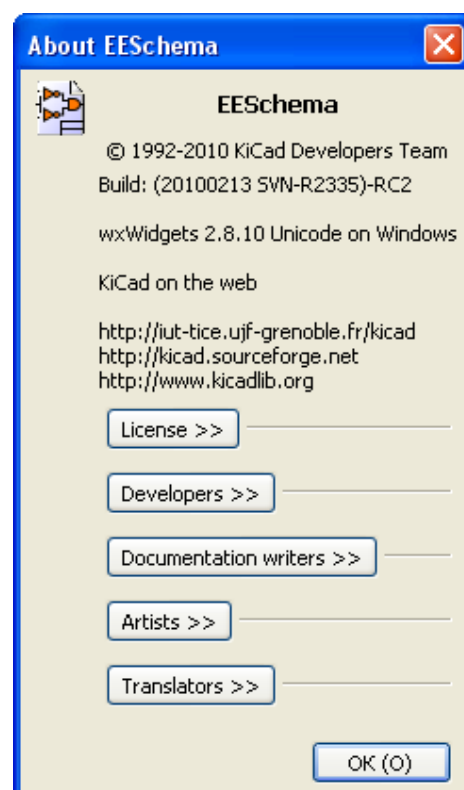 About EESchema
EESchema
© 1992-2010 KiCad Developers Team
Build: (20100213 SVN-R2335)-RC2
wxWidgets 2.8.10 Unicode on Windows
KiCad on the web
http://iut-tice.ujf-grenoble.fr/kicad
http://kicad.sourceforge.net
http://www.kicadlib.org
License >>
Developers >>
Documentation writers >>
Artists >>
Translators >>
OK (O)